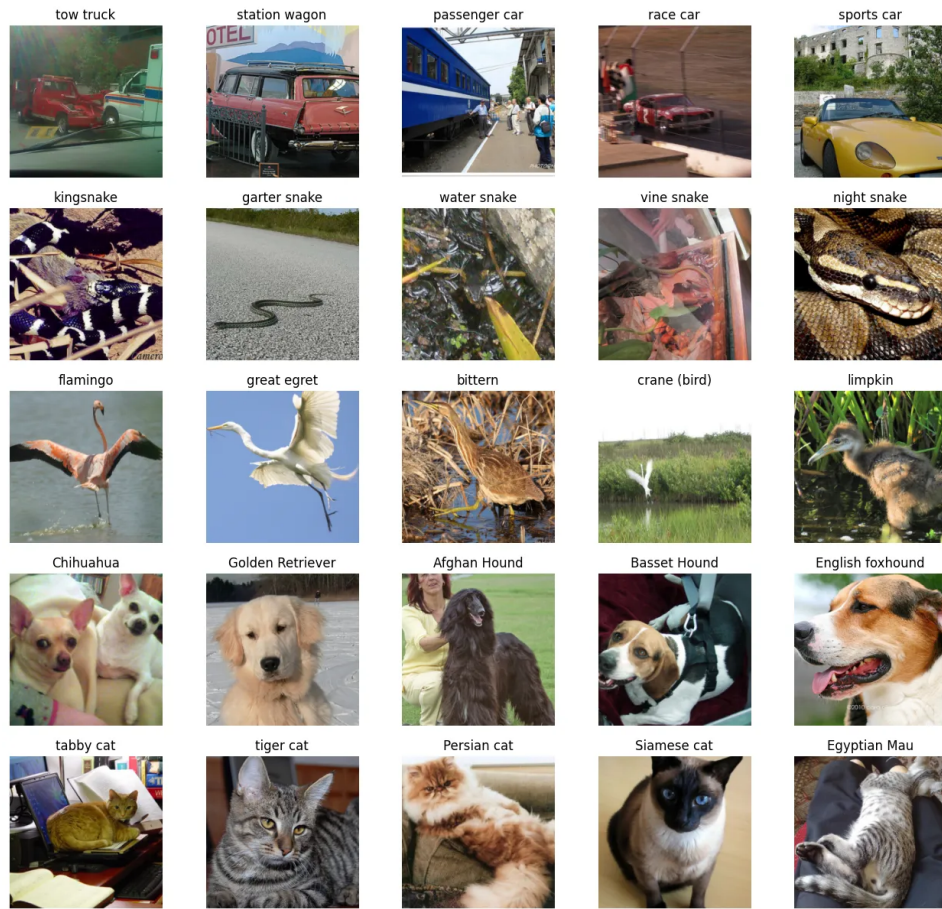 tow truck
station wagon
passenger car
race car
sports car
OTEL
kingsnake
garter snake
water snake
vine snake
night snake
flamingo
great egret
bittern
crane (bird)
limpkin
Chihuahua
Golden Retriever
Afghan Hound
Basset Hound
English foxhound
tabby cat
tiger cat
Persian cat
Siamese cat
Egyptian Mau